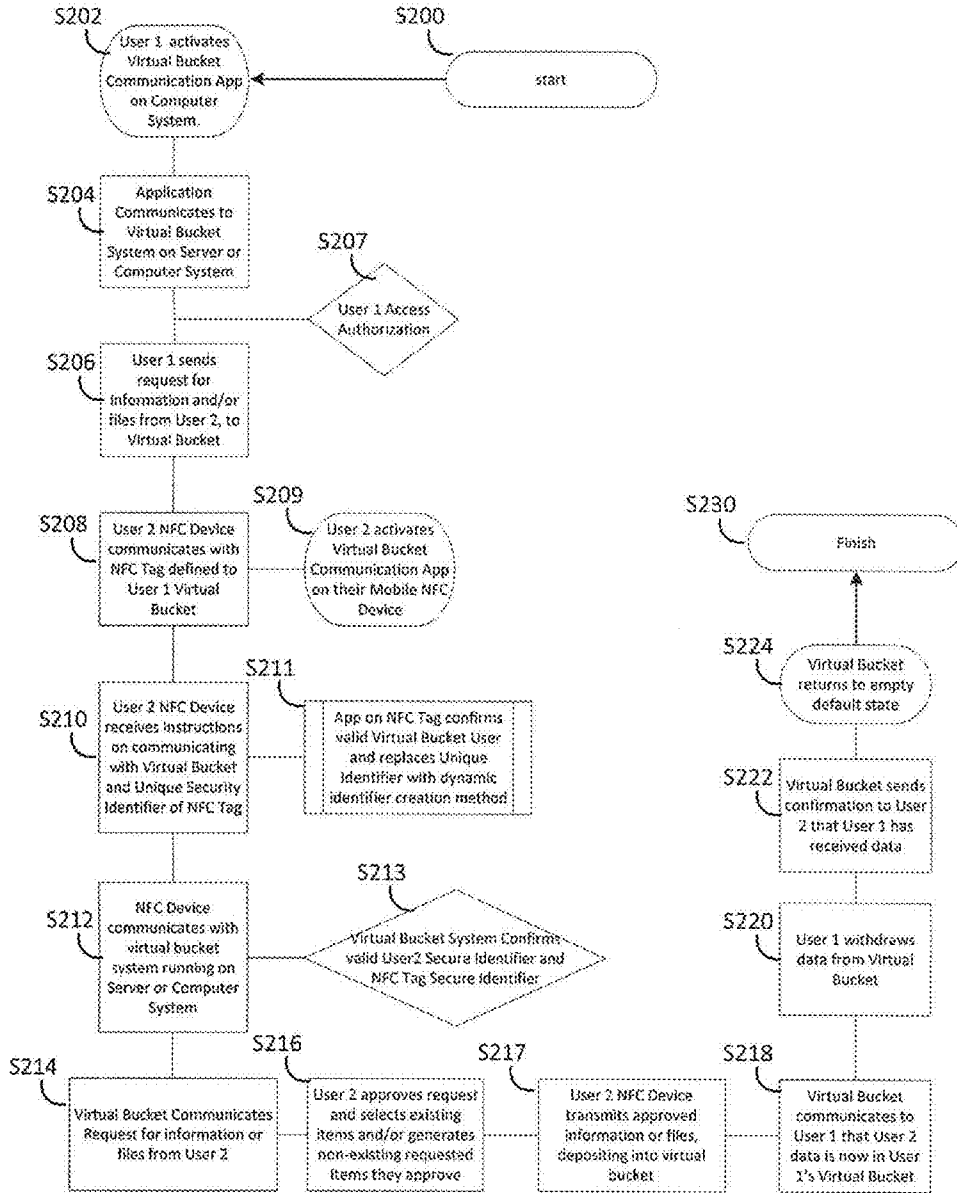 S200
start
S202
User 1 activates
Virtual Bucket
Communication App
on Computer
System.
S204
Application
Communicates to
Virtual Bucket
System on Server or
Computer System
S207
User 1 Access
Authorization
S206
User 1 sends
request for
information and/or
files from User 2, to
Virtual Bucket
S208
User 2 NFC Device
communicates with
NFC Tag defined to
User 1 Virtual
Bucket
S209
User 2 activates
Virtual Bucket
Communication App
on their Mobile NFC
Device
S210
User 2 NFC Device
receives instructions
on communicating
with Virtual Bucket
and Unique Security
Identifier of NFC Tag
S211
App on NFC Tag confirms
valid Virtual Bucket User
and replaces Unique
Identifier with dynamic
identifier creation method
S212
NFC Device
communicates with
virtual bucket
system running on
Server or Computer
System
S213
Virtual Bucket System Confirms
valid User2 Secure Identifier and
NFC Tag Secure Identifier
S214
Virtual Bucket Communicates
Request for information or
files from User 2
S216
User 2 approves request
and selects existing
items and/or generates
non-existing requested
items they approve
S217
User 2 NFC Device
transmits approved
information or files,
depositing into virtual
bucket
S218
Virtual Bucket
communicates to
User 1 that User 2
data is now in User
1's Virtual Bucket
S220
User 1 withdraws
data from Virtual
Bucket
S222
Virtual Bucket sends
confirmation to User
2 that User 1 has
received data
S224
Virtual Bucket
returns to empty
default state
S230
Finish